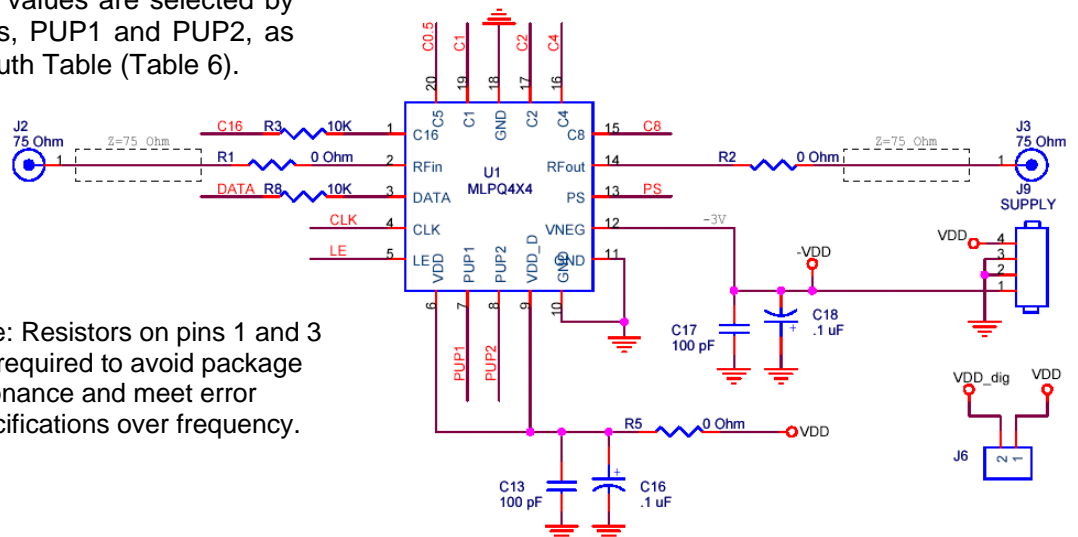 values are selected by
s, PUP1 and PUP2, as
uth Table (Table 6).
C0.5
C1
C2
C4
20
19
18
17
16
C5
C1
GND
C2
C4
J2
75 Ohm
1
Z=75 Ohm
C16
R3
10K
1
C16
R1
0 Ohm
2
RFin
DATA
R8
10K
3
DATA
CLK
4
CLK
LE
5
LE
U1
MLPQ4X4
C8
15
C8
RFout
14
R2
0 Ohm
Z=75 Ohm
1
J3
75 Ohm
PS
13
PS
VNEG
12
-3V
GND
11
VDD
PUP1
PUP2
VDD_D
GND
6
7
8
9
10
PUP1
PUP2
J9
SUPPLY
VDD
4
3
2
1
-VDD
C17
100 pF
C18
.1 uF
+
e: Resistors on pins 1 and 3
required to avoid package
onance and meet error
cifications over frequency.
R5
0 Ohm
VDD
C13
100 pF
C16
.1 uF
+
VDD_dig
VDD
J6
2
1